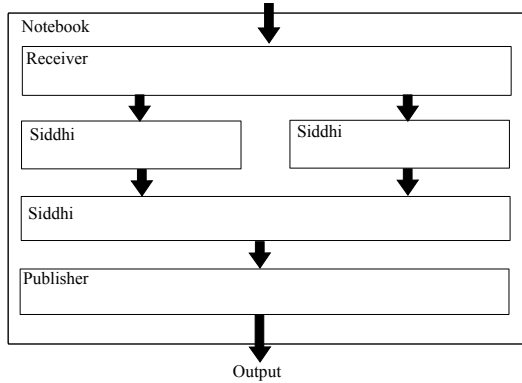 Notebook
Receiver
Siddhi
Siddhi
Siddhi
Publisher
Output